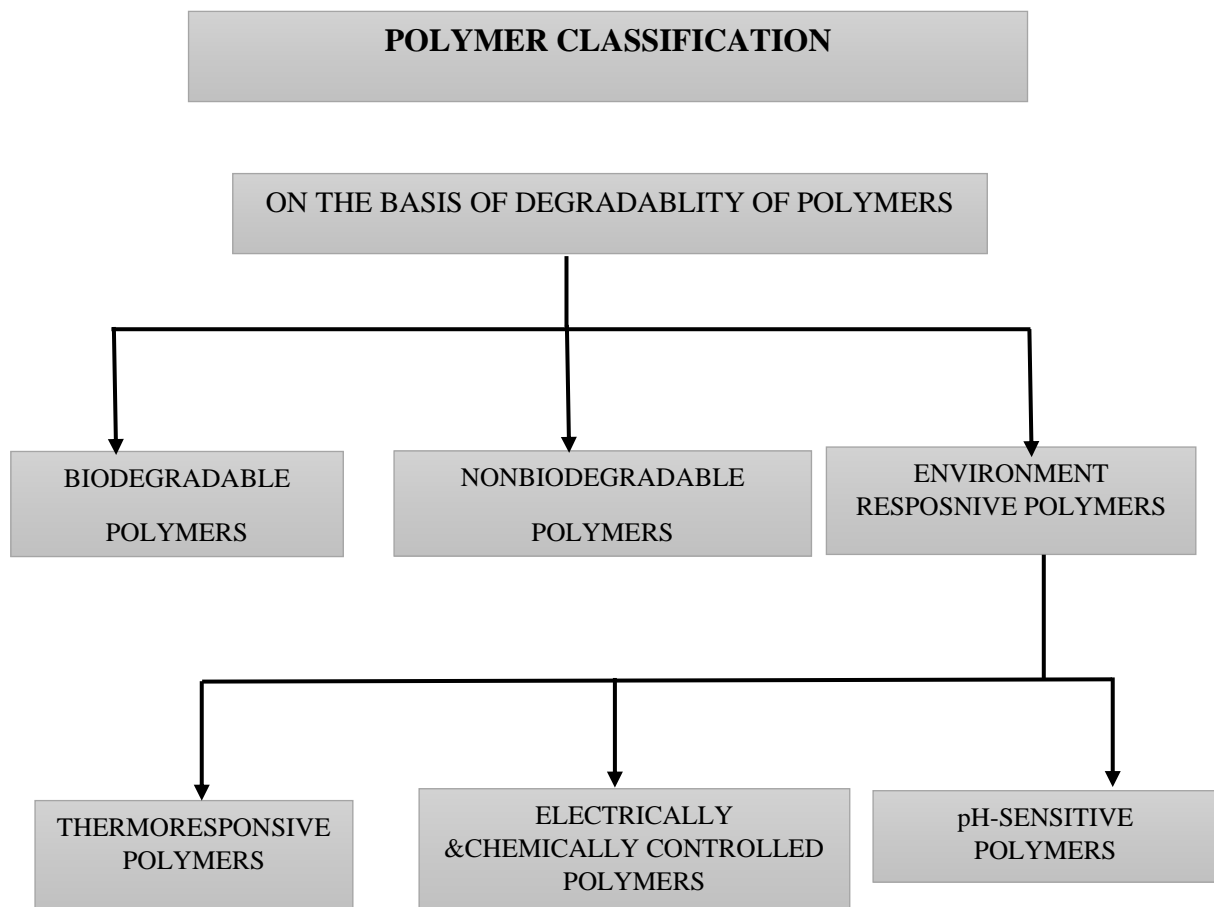 POLYMER CLASSIFICATION
ON THE BASIS OF DEGRADABLITY OF POLYMERS
BIODEGRADABLE
POLYMERS
NONBIODEGRADABLE
POLYMERS
ENVIRONMENT
RESPOSNIVE POLYMERS
THERMORESPONSIVE
POLYMERS
ELECTRICALLY
&CHEMICALLY CONTROLLED
POLYMERS
pH-SENSITIVE
POLYMERS